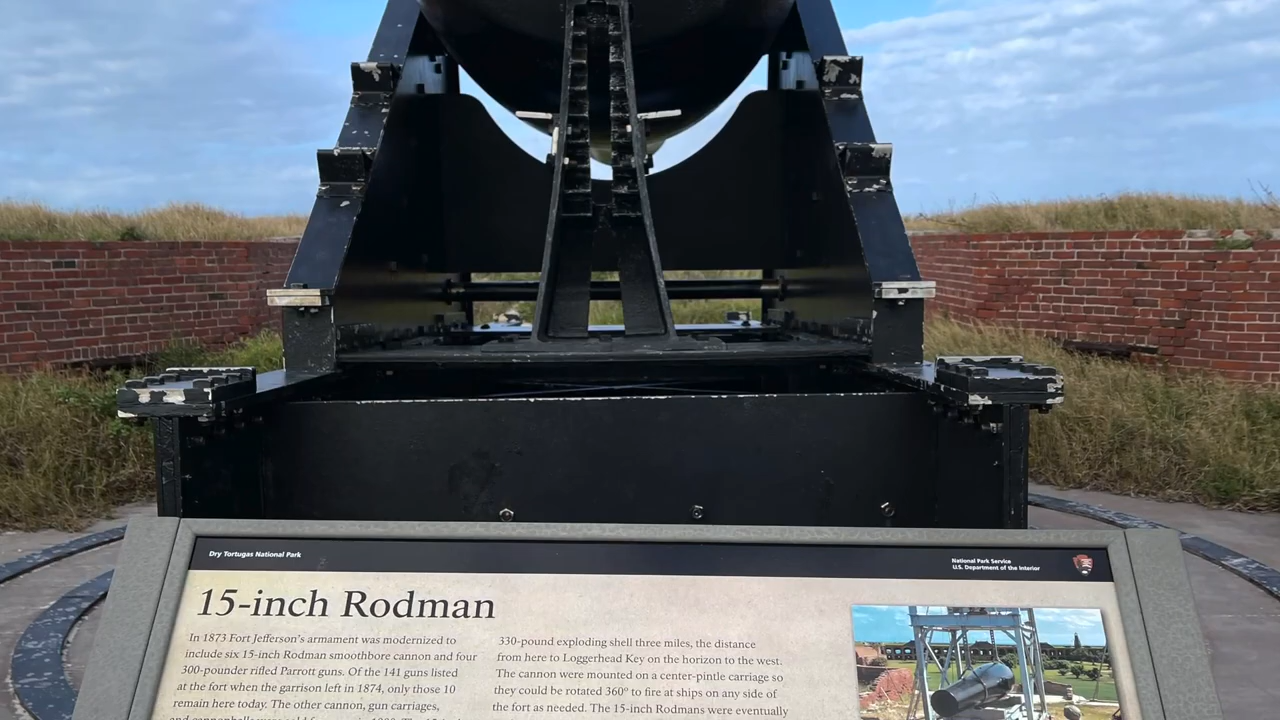 Dry Tortugas National Park
National Park Service
U.S. Department of the Interior
15-inch Rodman
In 1873 Fort Jefferson's armament was modernized to
include six 15-inch Rodman smoothbore cannon and four
300-pounder rifled Parrott guns. Of the 141 guns listed
at the fort when the garrison left in 1874, only those 10
remain here today. The other cannon, gun carriages,
330-pound exploding shell three miles, the distance
from here to Loggerhead Key on the horizon to the west.
The cannon were mounted on a center-pintle carriage so
they could be rotated 360° to fire at ships on any side of
the fort as needed. The 15-inch Rodmans were eventually